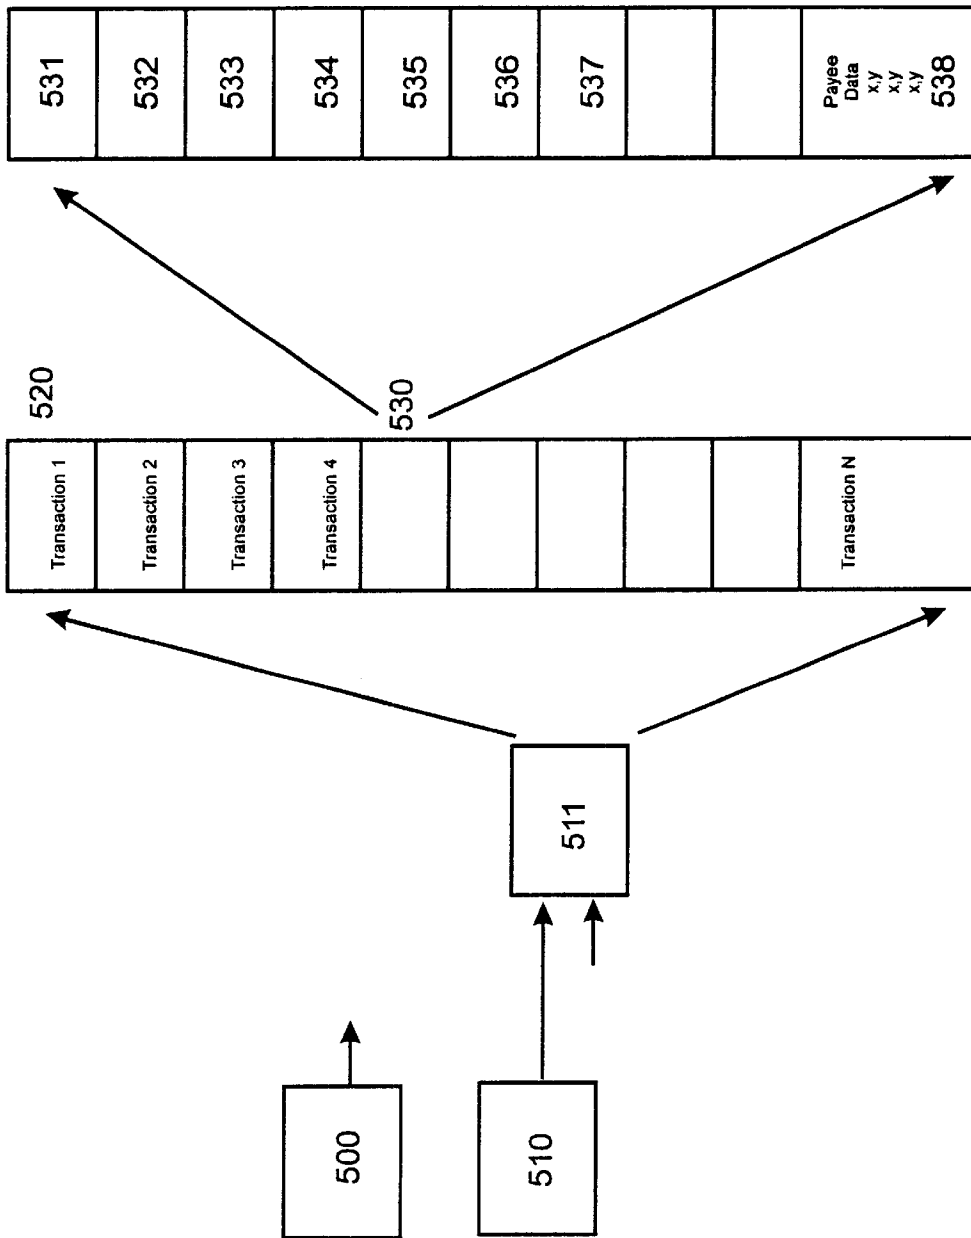 531
532
533
534
535
536
537
Payee
Data
x,y
x,y
x,y
538
520
530
Transaction 1
Transaction 2
Transaction 3
Transaction 4
Transaction N
511
500
510